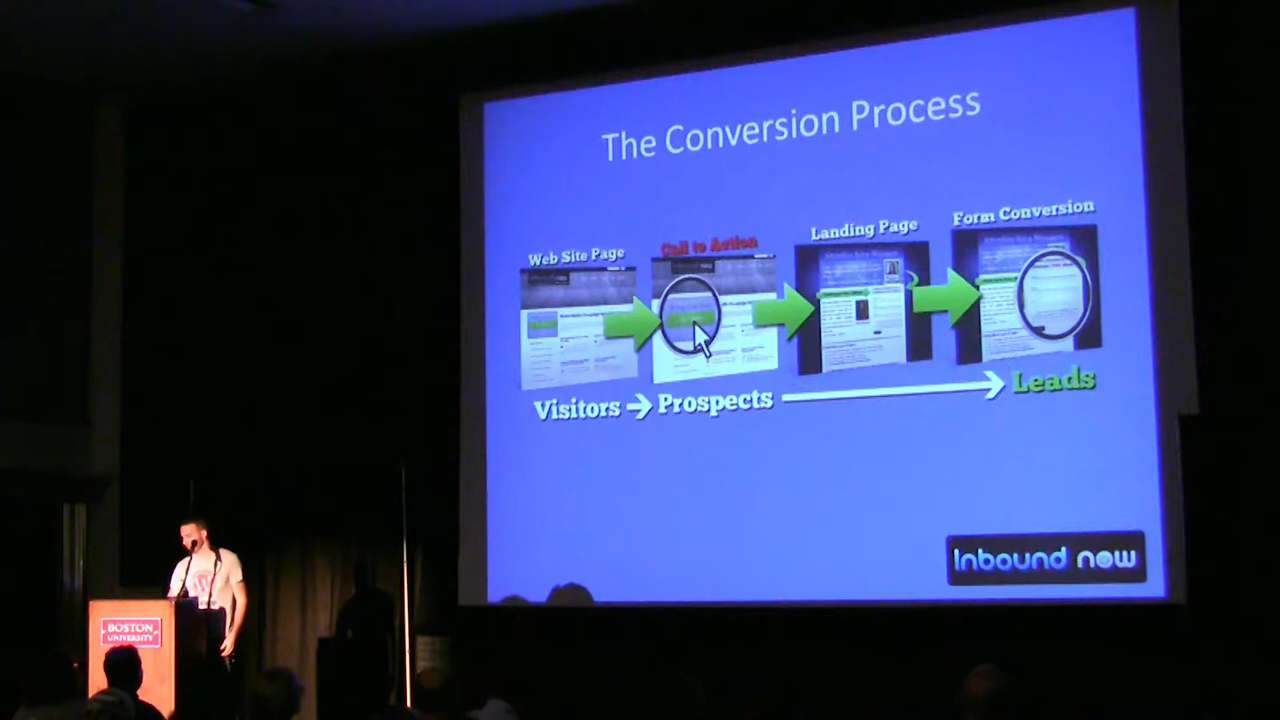 The Conversion Process
Web Site Page
Call to Action
Landing Page
Form Conversion
Visitors → Prospects → Leads
Inbound now
BOSTON
UNIVERSITY